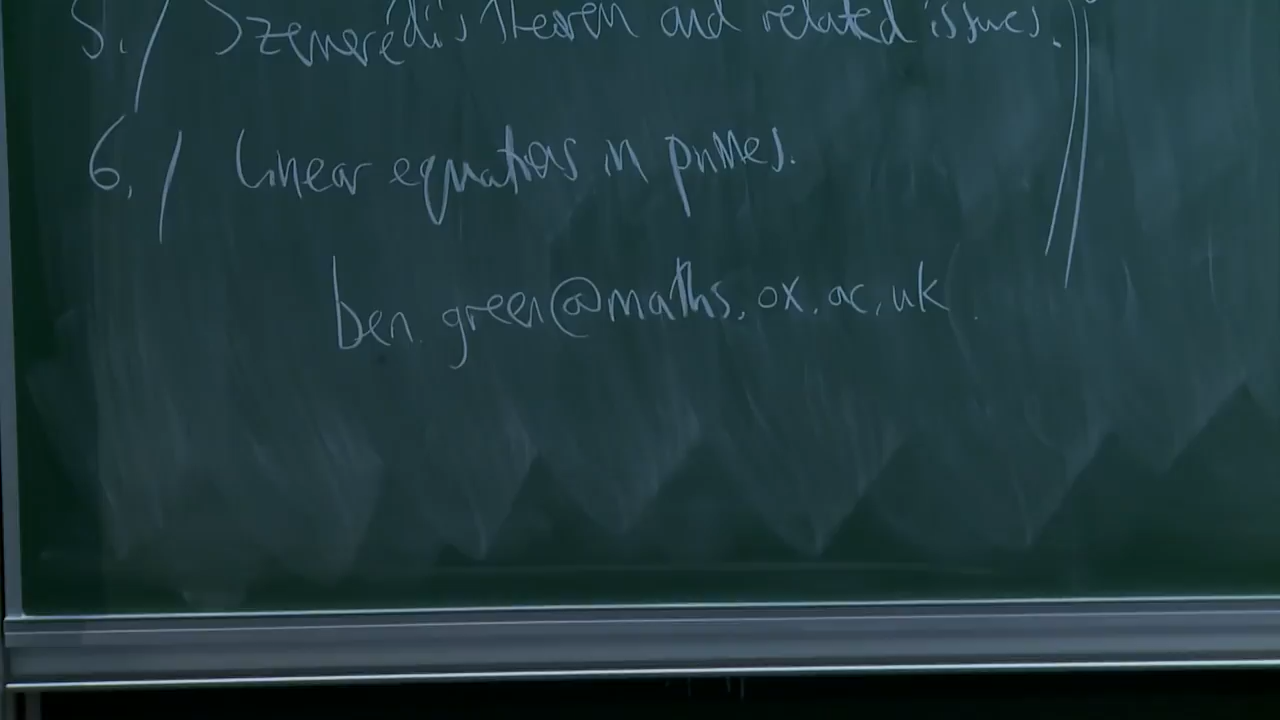 5./ Szemerédi's theorem and related issues.
6./ Linear equations in primes.
ben.green@maths.ox.ac.uk